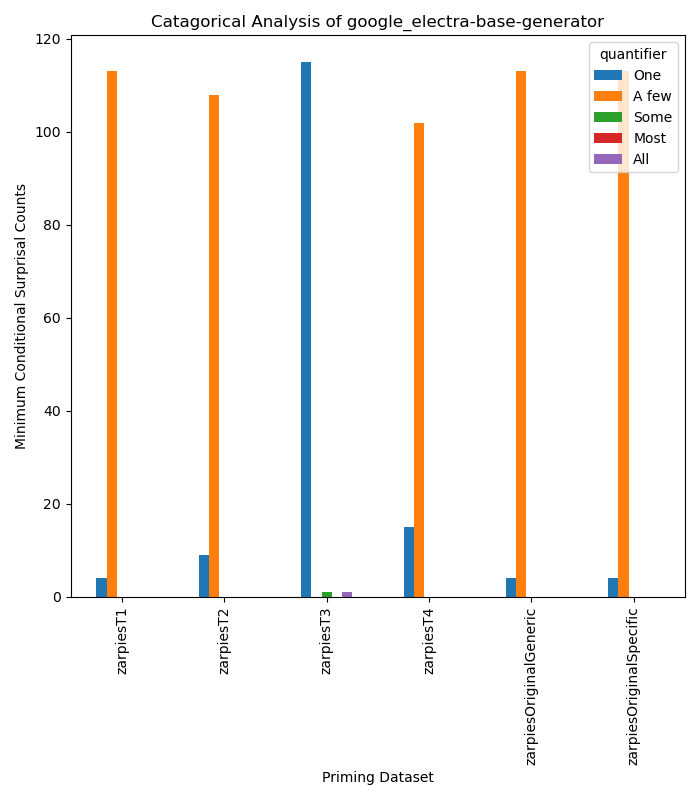 Catagorical Analysis of google_electra-base-generator
quantifier
One
A few
Some
Most
All
Minimum Conditional Surprisal Counts
120
100
80
60
40
20
0
zarpiesT1
zarpiesT2
zarpiesT3
zarpiesT4
zarpiesOriginalGeneric
zarpiesOriginalSpecific
Priming Dataset